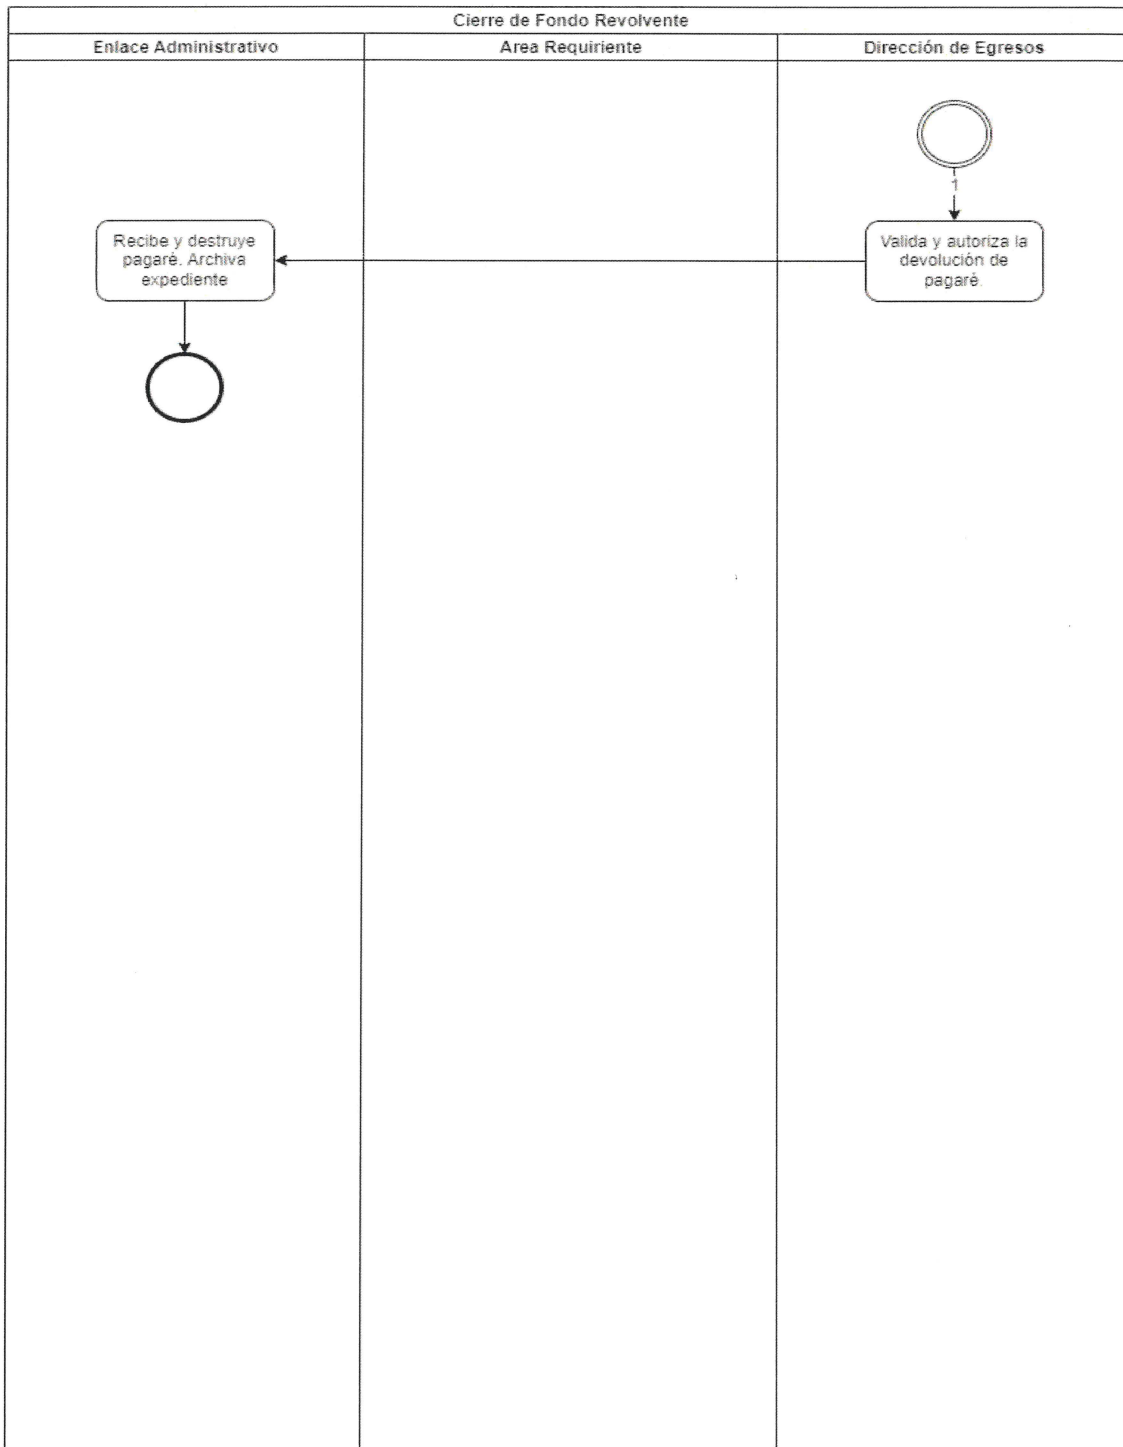 Cierre de Fondo Revolvente
Enlace Administrativo
Area Requiriente
Dirección de Egresos
1
Recibe y destruye
pagaré. Archiva
expediente
Valida y autoriza la
devolución de
pagaré.